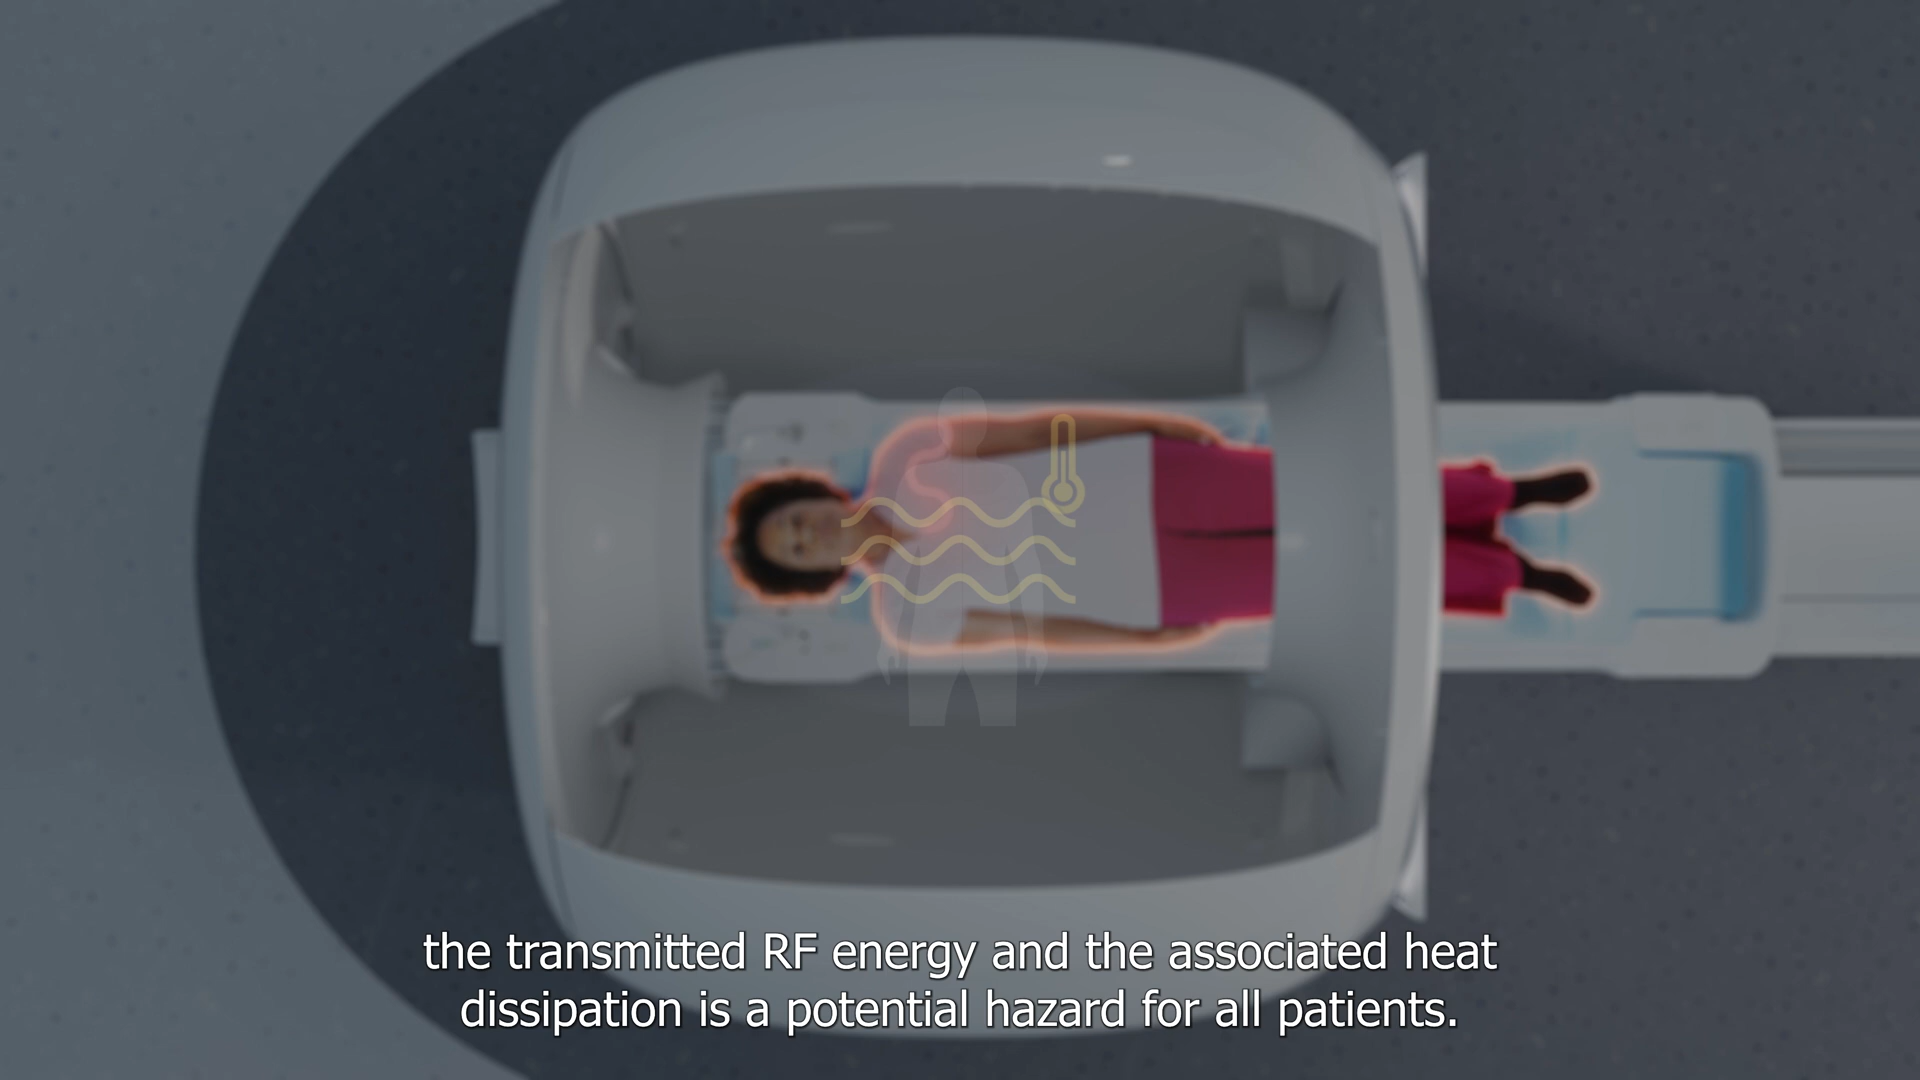 the transmitted RF energy and the associated heat
dissipation is a potential hazard for all patients.